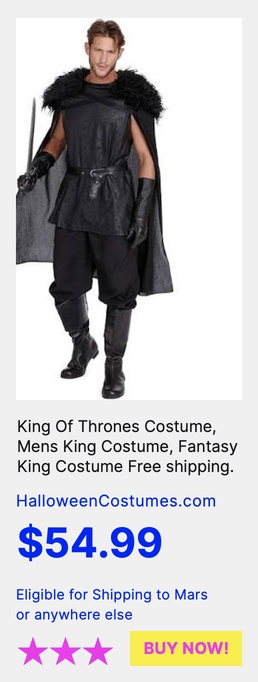 King Of Thrones Costume,
Mens King Costume, Fantasy
King Costume Free shipping.
HalloweenCostumes.com
$54.99
Eligible for Shipping to Mars
or anywhere else
BUY NOW!